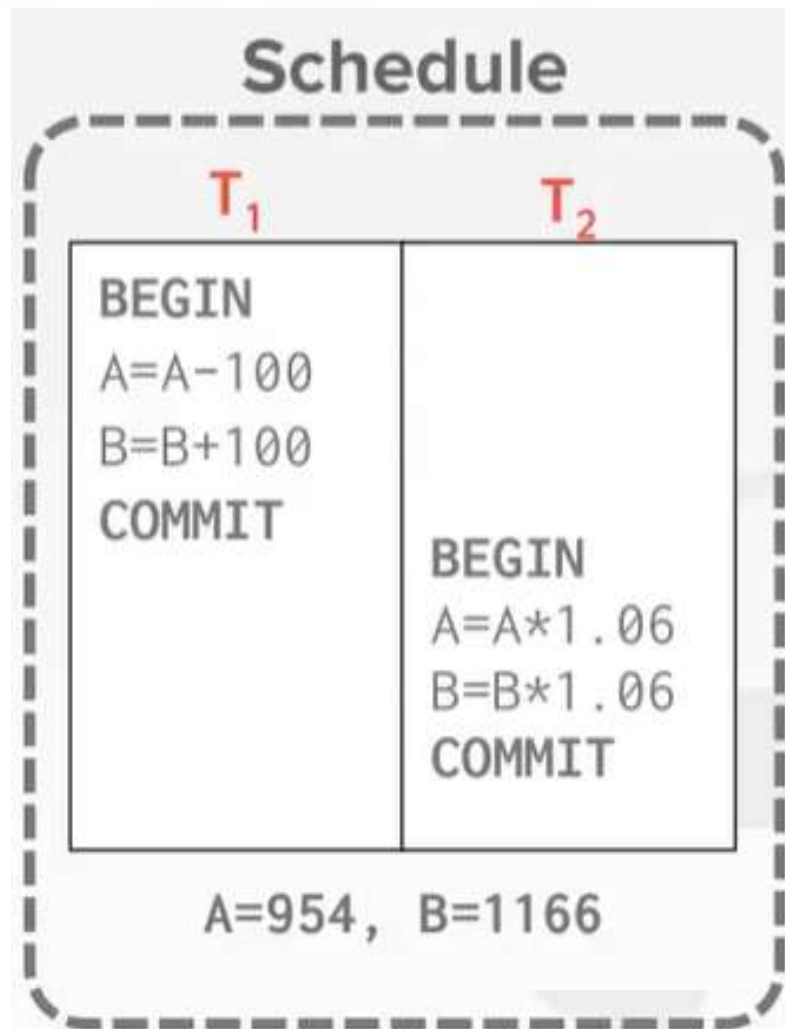 Schedule
T1
T2
BEGIN
A=A-100
B=B+100
COMMIT
BEGIN
A=A*1.06
B=B*1.06
COMMIT
A=954, B=1166